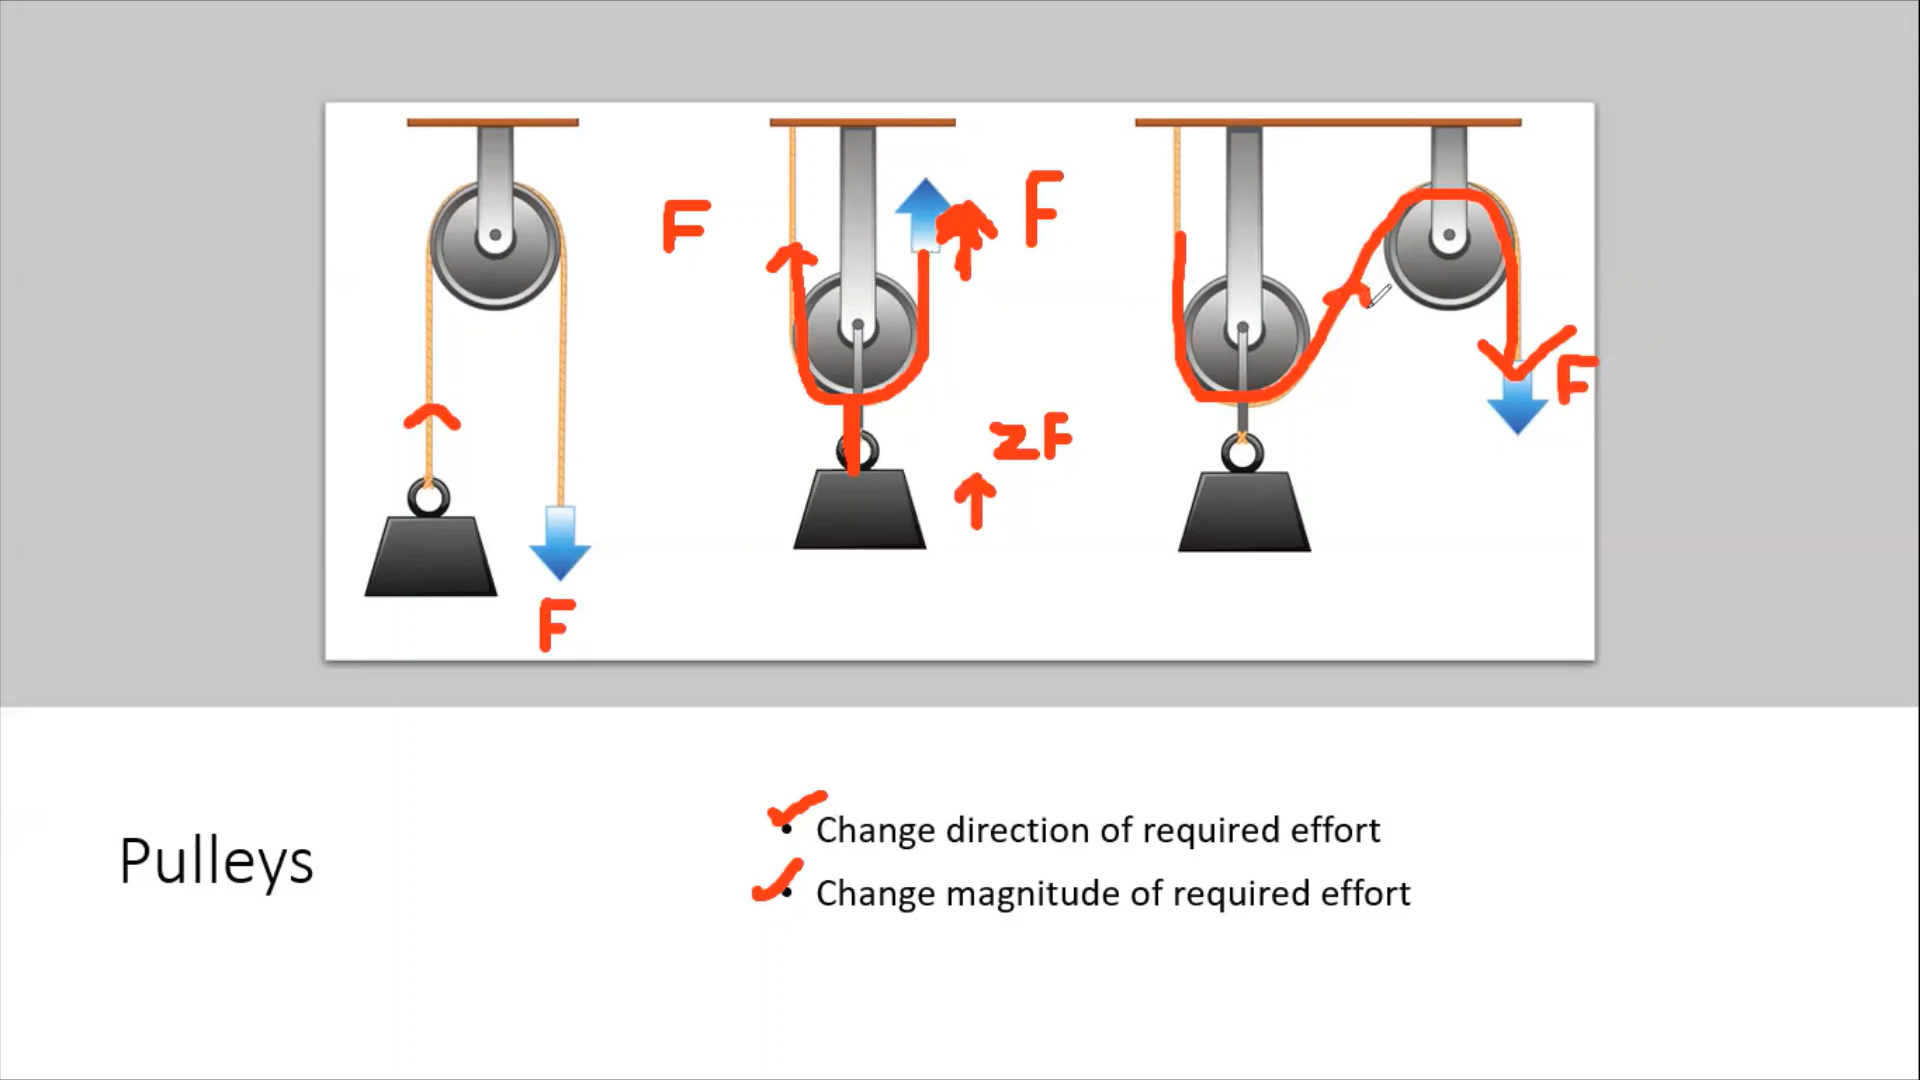 F
F
2F
F
F
Pulleys
• Change direction of required effort
• Change magnitude of required effort